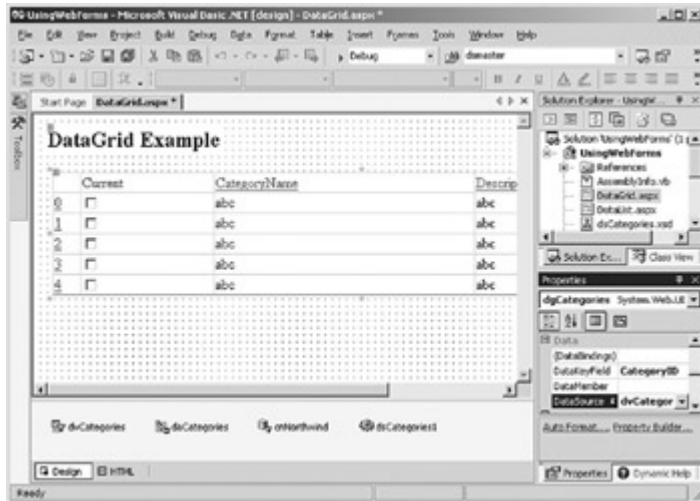 UsingWebForms - Microsoft Visual Basic .NET [design] - DataGrid.aspx *
File Edit View Project Build Debug Data Format Table Insert Frames Tools Window Help
Debug dsmaster
B I U
Start Page DataGrid.aspx *
Toolbox
DataGrid Example
Current CategoryName Descrip
0 abc abc
1 abc abc
2 abc abc
3 abc abc
4 abc abc
dvCategories daCategories cnNorthwind dsCategories1
Design HTML
Ready
Solution Explorer - UsingW...
Solution 'UsingWebForms' (1
UsingWebForms
References
AssemblyInfo.vb
DataGrid.aspx
DataList.aspx
dsCategories.xsd
Solution Ex... Class View
Properties
dgCategories System.Web.UI
Data
(DataBindings)
DataKeyField CategoryID
DataMember
DataSource dvCategor
Auto Format..., Property Builder...
Properties Dynamic Help